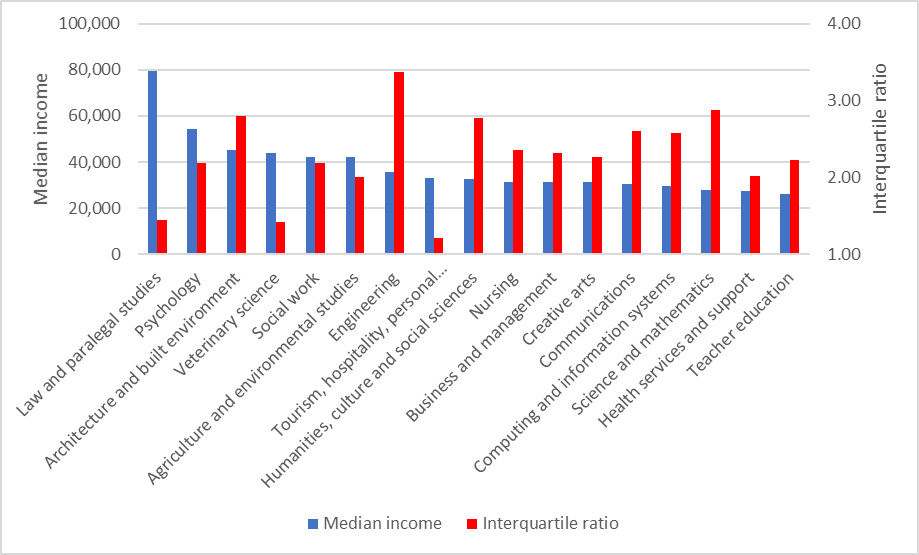 100,000
80,000
60,000
40,000
20,000
0
Median income
4.00
3.00
2.00
1.00
Interquartile ratio
Law and paralegal studies
Psychology
Architecture and built environment
Veterinary science
Social work
Agriculture and environmental studies
Engineering
Tourism, hospitality, personal...
Humanities, culture and social sciences
Nursing
Business and management
Creative arts
Communications
Computing and information systems
Science and mathematics
Health services and support
Teacher education
Median income
Interquartile ratio